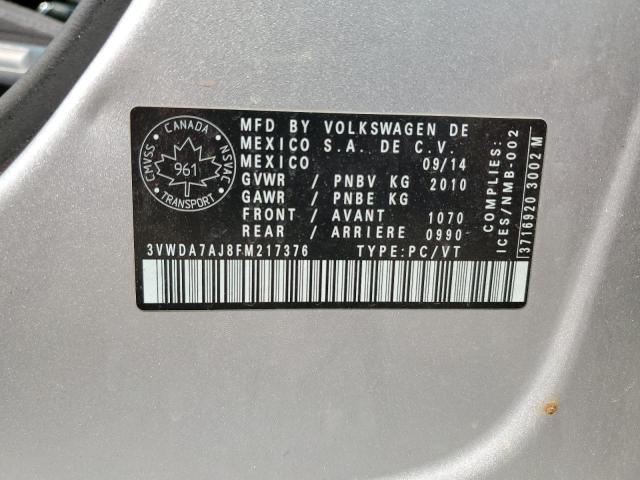 CANADA
CMVSS
NSVAC
961
TRANSPORT
MFD BY VOLKSWAGEN DE
MEXICO S.A. DE C.V.
MEXICO 09/14
GVWR / PNBV KG 2010
GAWR / PNBE KG
FRONT / AVANT 1070
REAR / ARRIERE 0990
3VWDA7AJ8FM217376 TYPE:PC/VT
COMPLIES:
ICES/NMB-002
3716920 3002 M